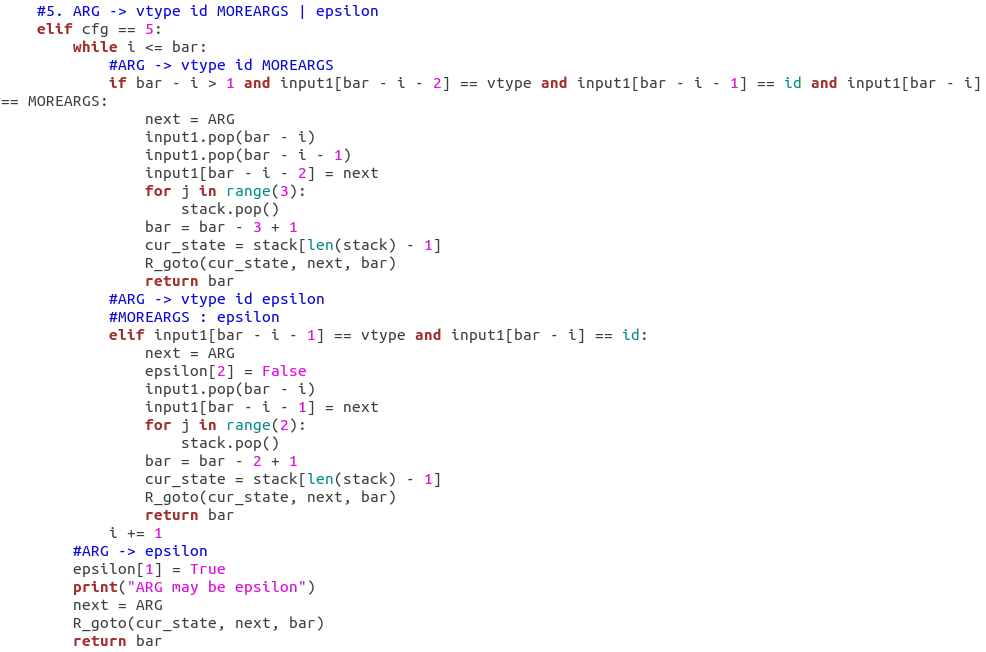 #5. ARG -> vtype id MOREARGS | epsilon
    elif cfg == 5:
        while i <= bar:
            #ARG -> vtype id MOREARGS
            if bar - i > 1 and input1[bar - i - 2] == vtype and input1[bar - i - 1] == id and input1[bar - i]
== MOREARGS:
                next = ARG
                input1.pop(bar - i)
                input1.pop(bar - i - 1)
                input1[bar - i - 2] = next
                for j in range(3):
                    stack.pop()
                bar = bar - 3 + 1
                cur_state = stack[len(stack) - 1]
                R_goto(cur_state, next, bar)
                return bar
            #ARG -> vtype id epsilon
            #MOREARGS : epsilon
            elif input1[bar - i - 1] == vtype and input1[bar - i] == id:
                next = ARG
                epsilon[2] = False
                input1.pop(bar - i)
                input1[bar - i - 1] = next
                for j in range(2):
                    stack.pop()
                bar = bar - 2 + 1
                cur_state = stack[len(stack) - 1]
                R_goto(cur_state, next, bar)
                return bar
            i += 1
        #ARG -> epsilon
        epsilon[1] = True
        print("ARG may be epsilon")
        next = ARG
        R_goto(cur_state, next, bar)
        return bar